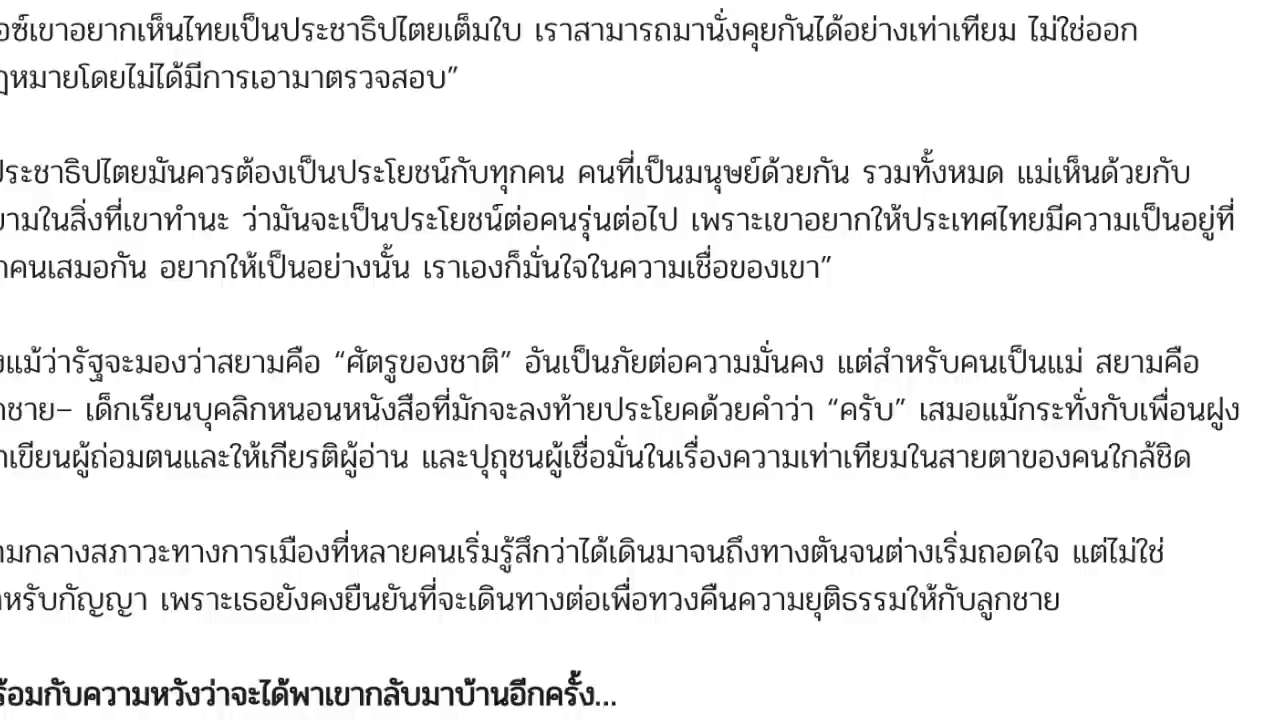 อซ์เขาอยากเห็นไทยเป็นประชาธิปไตยเต็มใบ เราสามารถมานั่งคุยกันได้อย่างเท่าเทียม ไม่ใช่ออก
หมายโดยไม่ได้มีการเอามาตรวจสอบ”
ประชาธิปไตยมันควรต้องเป็นประโยชน์กับทุกคน คนที่เป็นมนุษย์ด้วยกัน รวมทั้งหมด แม่เห็นด้วยกับ
ยามในสิ่งที่เขาทำนะ ว่ามันจะเป็นประโยชน์ต่อคนรุ่นต่อไป เพราะเขาอยากให้ประเทศไทยมีความเป็นอยู่ที่
คนเสมอกัน อยากให้เป็นอย่างนั้น เราเองก็มั่นใจในความเชื่อของเขา”
แม้ว่ารัฐจะมองว่าสยามคือ “ศัตรูของชาติ” อันเป็นภัยต่อความมั่นคง แต่สำหรับคนเป็นแม่ สยามคือ
ชาย– เด็กเรียนบุคลิกหนอนหนังสือที่มักจะลงท้ายประโยคด้วยคำว่า “ครับ” เสมอแม้กระทั่งกับเพื่อนฝูง
เขียนผู้ถ่อมตนและให้เกียรติผู้อ่าน และปุถุชนผู้เชื่อมั่นในเรื่องความเท่าเทียมในสายตาของคนใกล้ชิด
ามกลางสภาวะทางการเมืองที่หลายคนเริ่มรู้สึกว่าได้เดินมาจนถึงทางตันจนต่างเริ่มถอดใจ แต่ไม่ใช่
หรับกัญญา เพราะเธอยังคงยืนยันที่จะเดินทางต่อเพื่อทวงคืนความยุติธรรมให้กับลูกชาย
ร้อมกับความหวังว่าจะได้พาเขากลับมาบ้านอีกครั้ง...